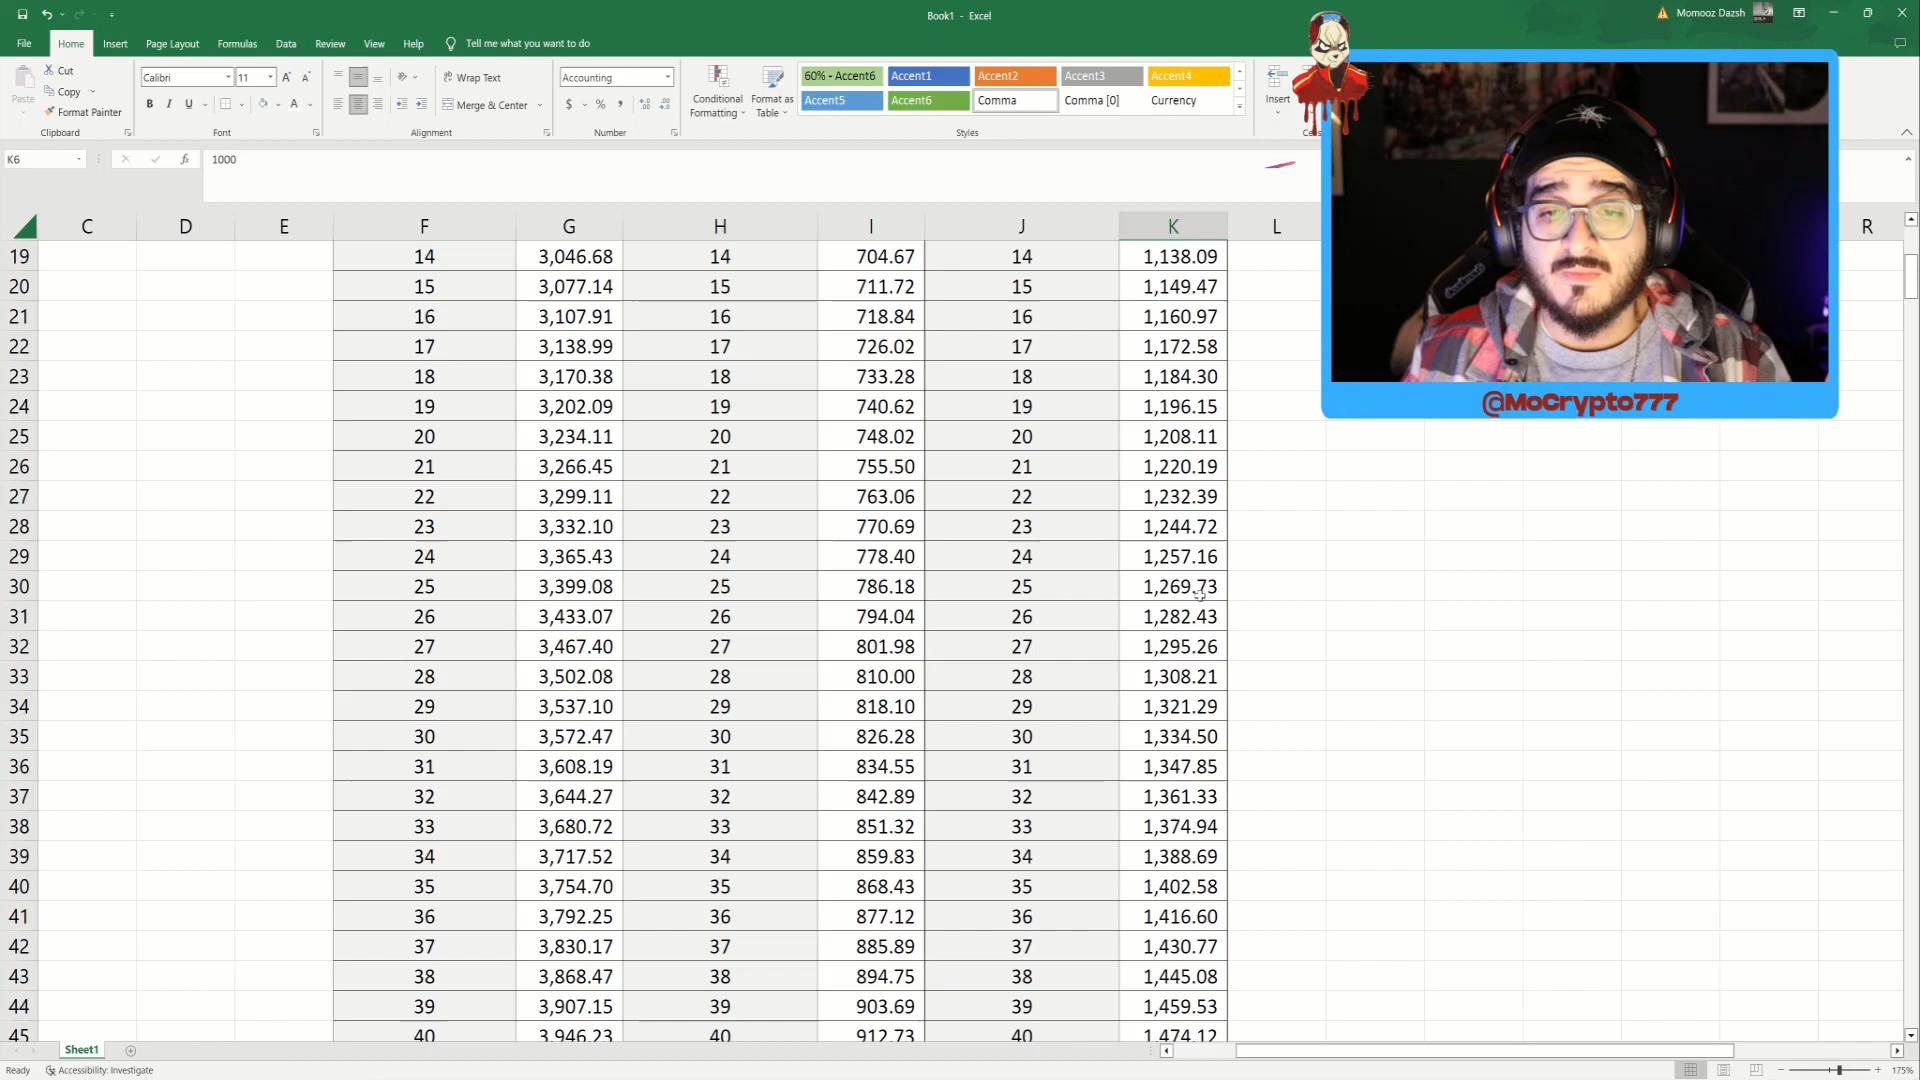 Book1 - Excel
Momooz Dazsh
File Home Insert Page Layout Formulas Data Review View Help Tell me what you want to do
Paste
Cut
Copy
Format Painter
Clipboard
Calibri 11
B I U
Font
Wrap Text
Merge & Center
Alignment
Accounting
$ % ,
Number
Conditional Formatting
Format as Table
60% - Accent6 Accent1 Accent2 Accent3 Accent4
Accent5 Accent6 Comma Comma [0] Currency
Styles
Insert
K6 fx 1000
@MoCrypto777
C D E F G H I J K L R
19 14 3,046.68 14 704.67 14 1,138.09
20 15 3,077.14 15 711.72 15 1,149.47
21 16 3,107.91 16 718.84 16 1,160.97
22 17 3,138.99 17 726.02 17 1,172.58
23 18 3,170.38 18 733.28 18 1,184.30
24 19 3,202.09 19 740.62 19 1,196.15
25 20 3,234.11 20 748.02 20 1,208.11
26 21 3,266.45 21 755.50 21 1,220.19
27 22 3,299.11 22 763.06 22 1,232.39
28 23 3,332.10 23 770.69 23 1,244.72
29 24 3,365.43 24 778.40 24 1,257.16
30 25 3,399.08 25 786.18 25 1,269.73
31 26 3,433.07 26 794.04 26 1,282.43
32 27 3,467.40 27 801.98 27 1,295.26
33 28 3,502.08 28 810.00 28 1,308.21
34 29 3,537.10 29 818.10 29 1,321.29
35 30 3,572.47 30 826.28 30 1,334.50
36 31 3,608.19 31 834.55 31 1,347.85
37 32 3,644.27 32 842.89 32 1,361.33
38 33 3,680.72 33 851.32 33 1,374.94
39 34 3,717.52 34 859.83 34 1,388.69
40 35 3,754.70 35 868.43 35 1,402.58
41 36 3,792.25 36 877.12 36 1,416.60
42 37 3,830.17 37 885.89 37 1,430.77
43 38 3,868.47 38 894.75 38 1,445.08
44 39 3,907.15 39 903.69 39 1,459.53
45 40 3,946.23 40 912.73 40 1,474.12
Sheet1
Ready Accessibility: Investigate 175%